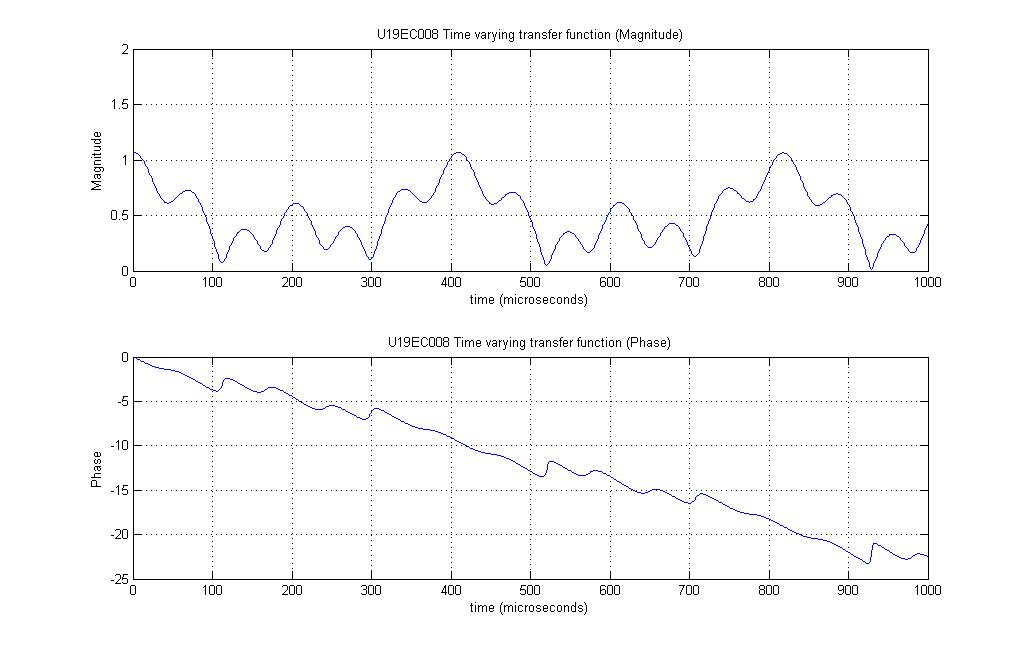 U19EC008 Time varying transfer function (Magnitude)
2
1.5
1
0.5
0
Magnitude
0 100 200 300 400 500 600 700 800 900 1000
time (microseconds)
U19EC008 Time varying transfer function (Phase)
0
-5
-10
-15
-20
-25
Phase
0 100 200 300 400 500 600 700 800 900 1000
time (microseconds)